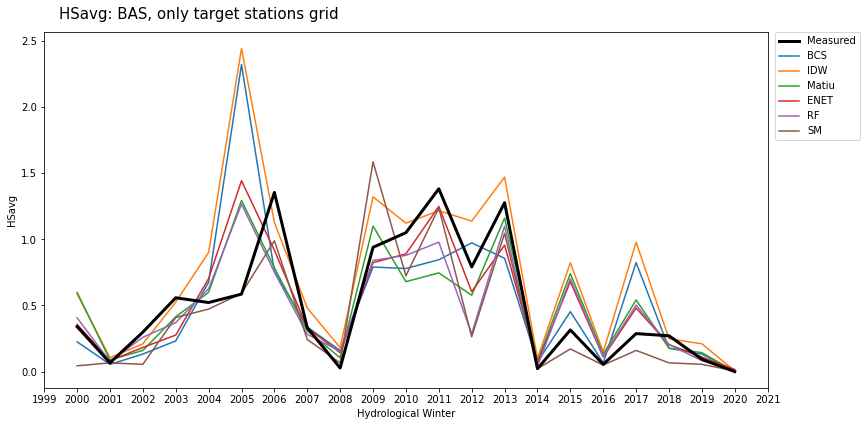 HSavg: BAS, only target stations grid
Measured
BCS
IDW
Matiu
ENET
RF
SM
2.5
2.0
1.5
1.0
0.5
0.0
HSavg
1999 2000 2001 2002 2003 2004 2005 2006 2007 2008 2009 2010 2011 2012 2013 2014 2015 2016 2017 2018 2019 2020 2021
Hydrological Winter